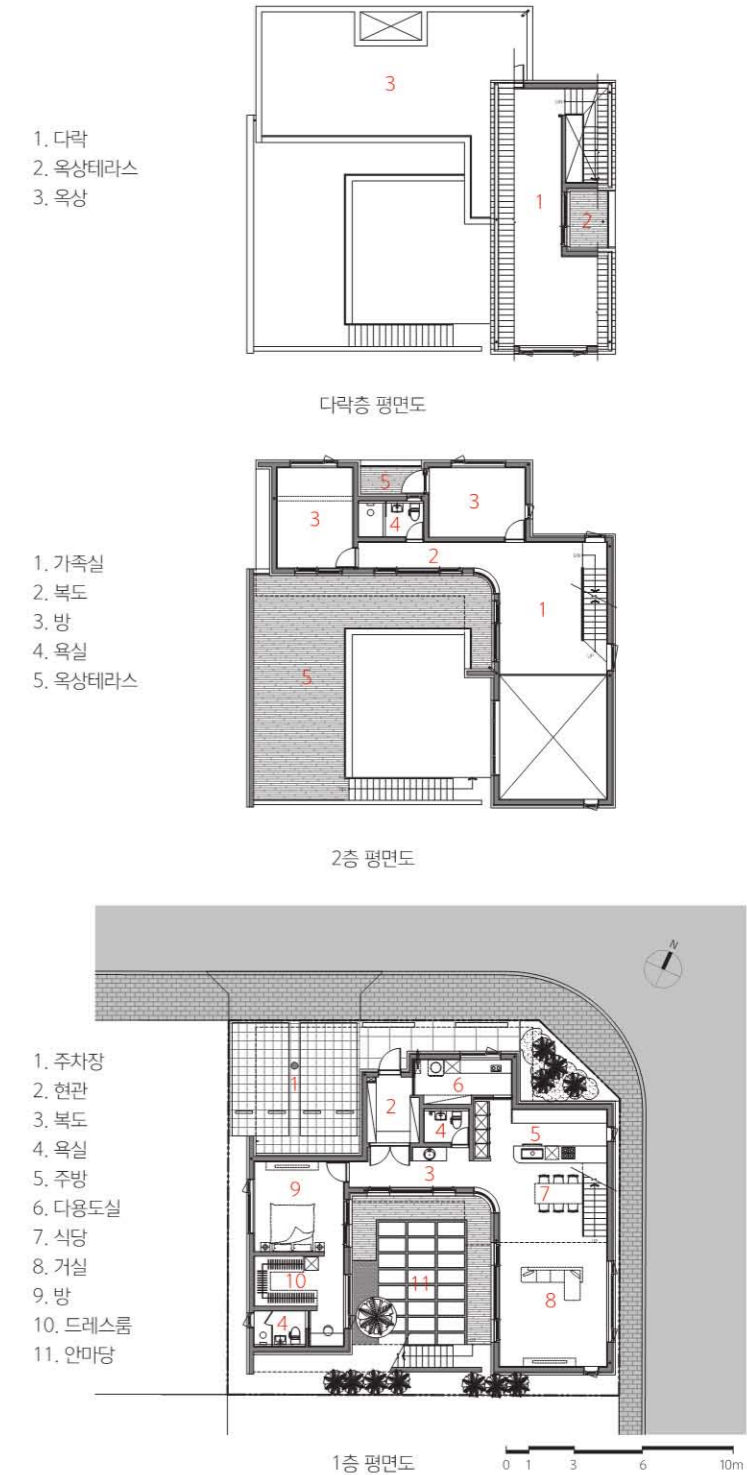 1. 다락
2. 옥상테라스
3. 옥상
3
1
2
다락층 평면도
1. 가족실
2. 복도
3. 방
4. 욕실
5. 옥상테라스
5
3
3
4
2
1
5
UP
2층 평면도
N
1. 주차장
2. 현관
3. 복도
4. 욕실
5. 주방
6. 다용도실
7. 식당
8. 거실
9. 방
10. 드레스룸
11. 안마당
1
6
2
4
5
3
9
7
10
11
8
4
1층 평면도
0 1 3 6 10m